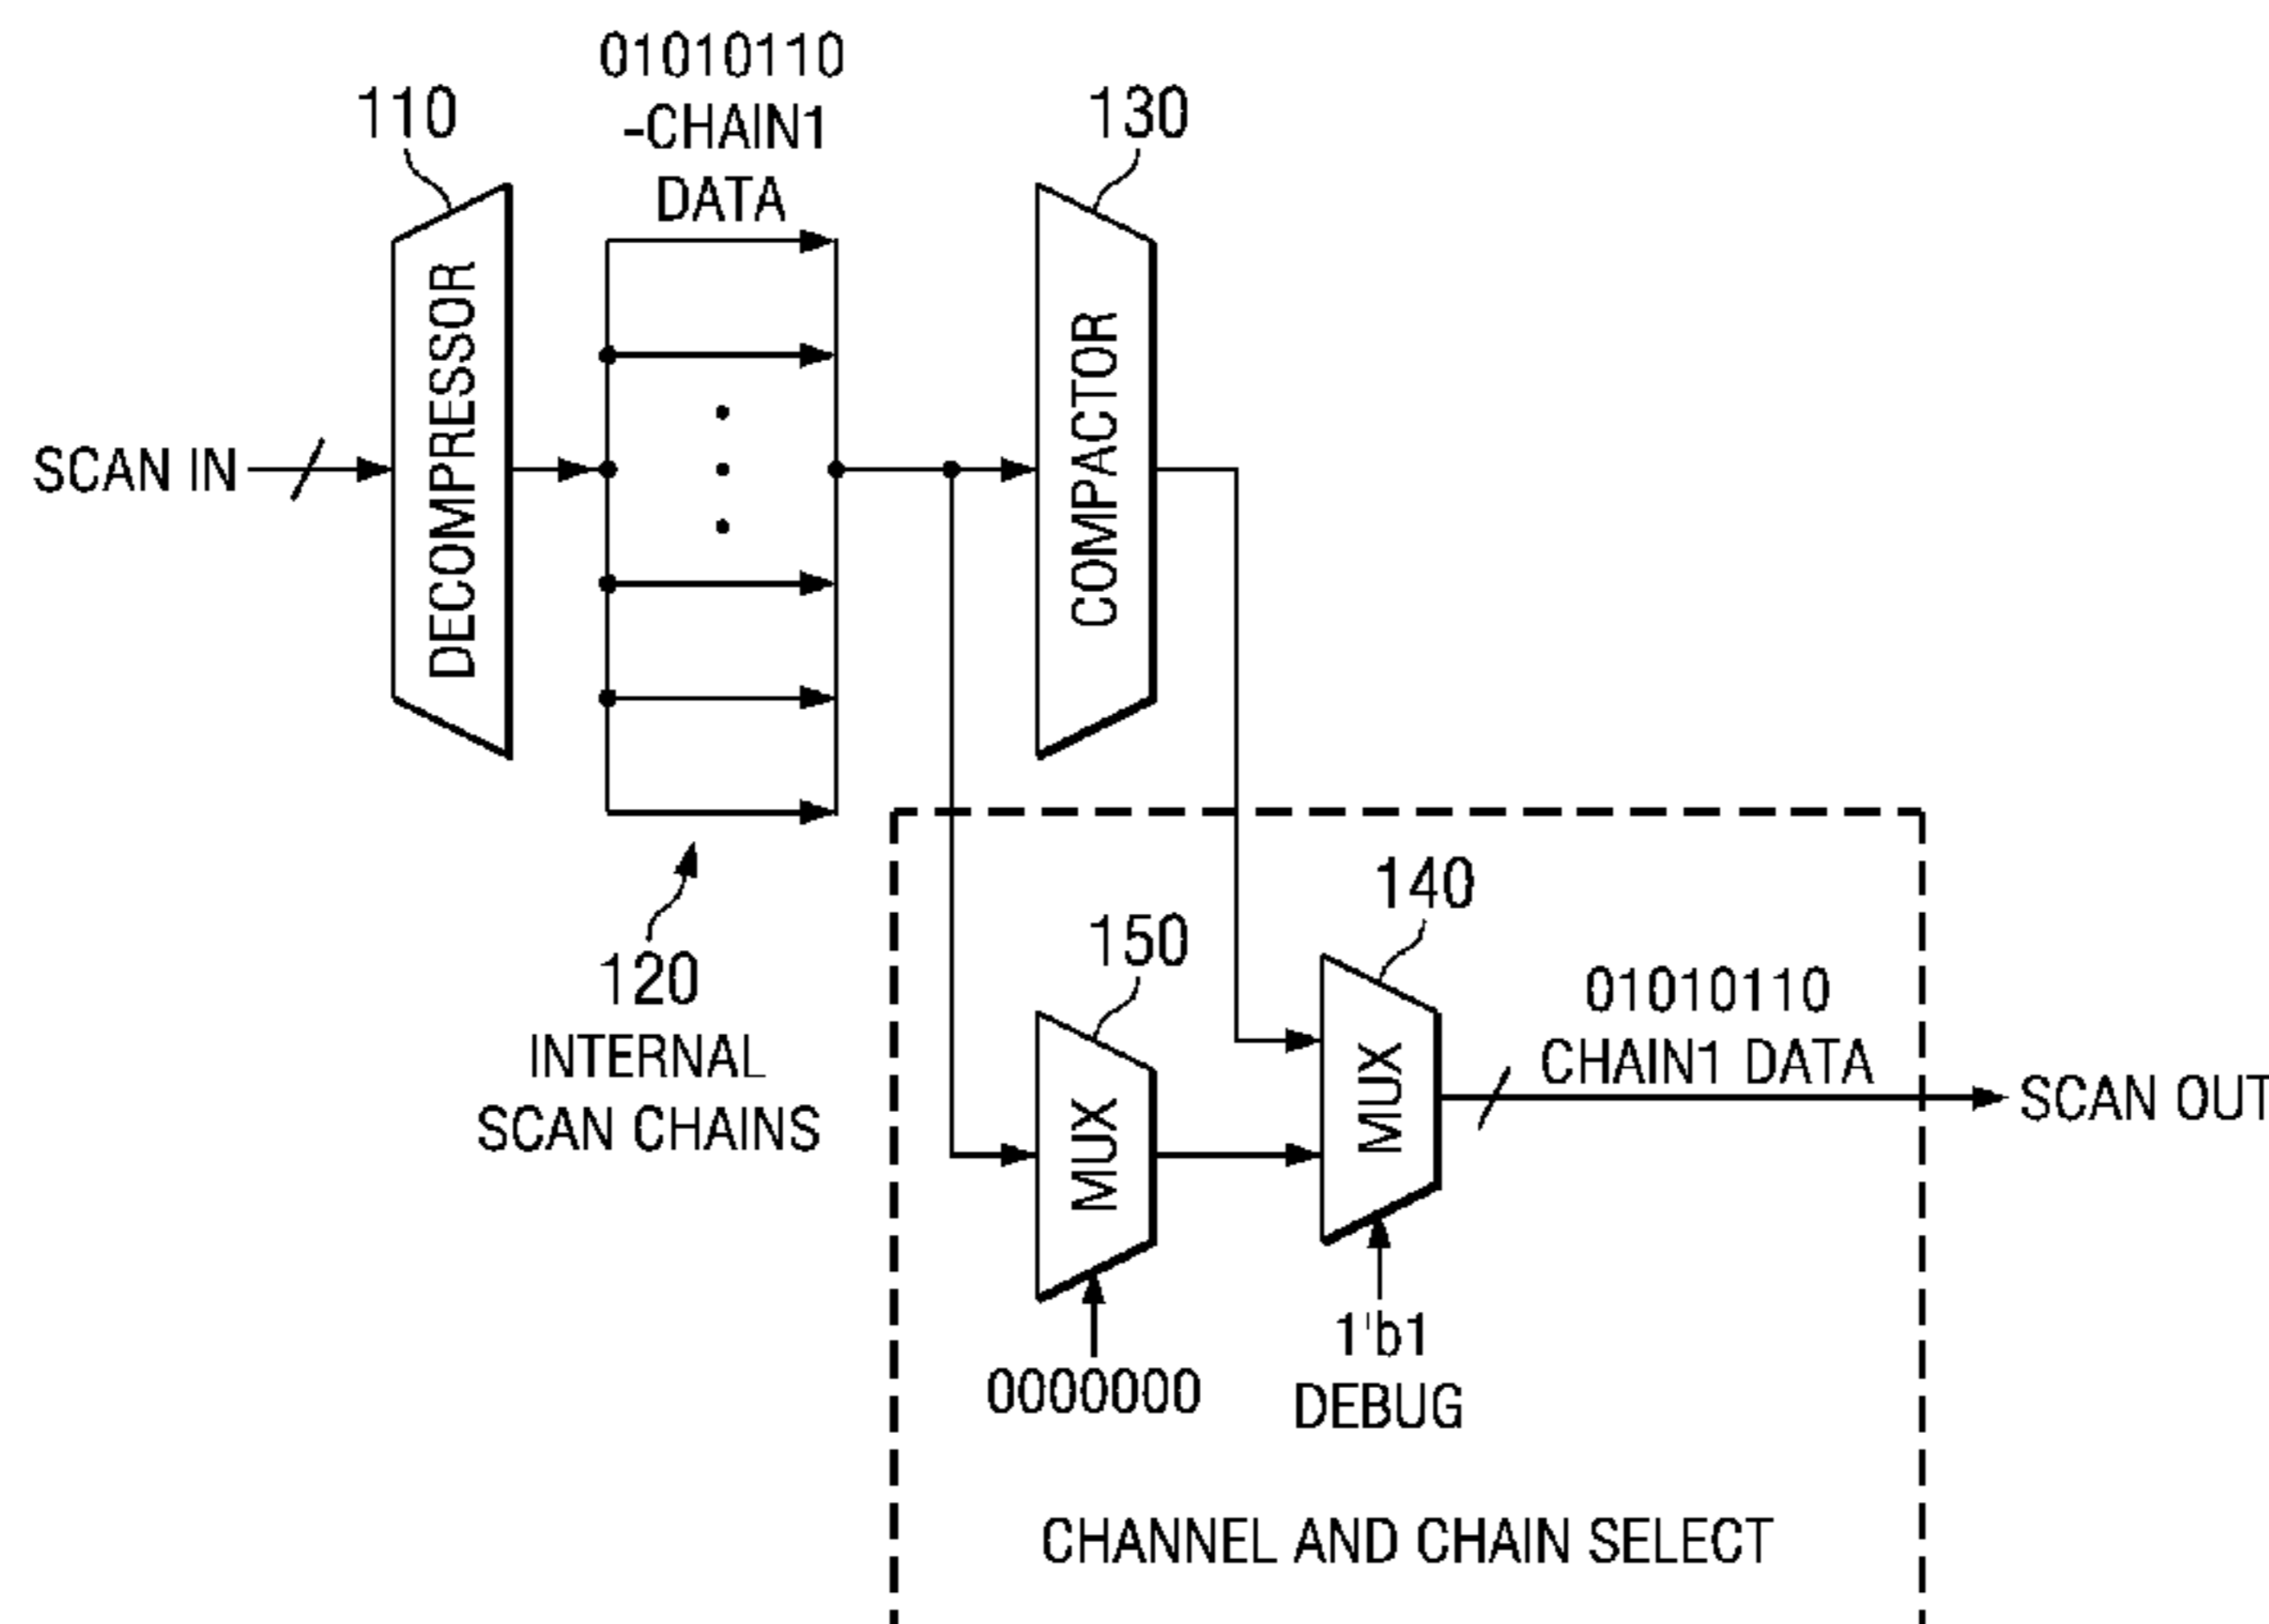 01010110
-CHAIN1
DATA
110
130
DECOMPRESSOR
COMPACTOR
SCAN IN
120
INTERNAL
SCAN CHAINS
150
140
MUX
MUX
01010110
CHAIN1 DATA
SCAN OUT
0000000
1'b1
DEBUG
CHANNEL AND CHAIN SELECT